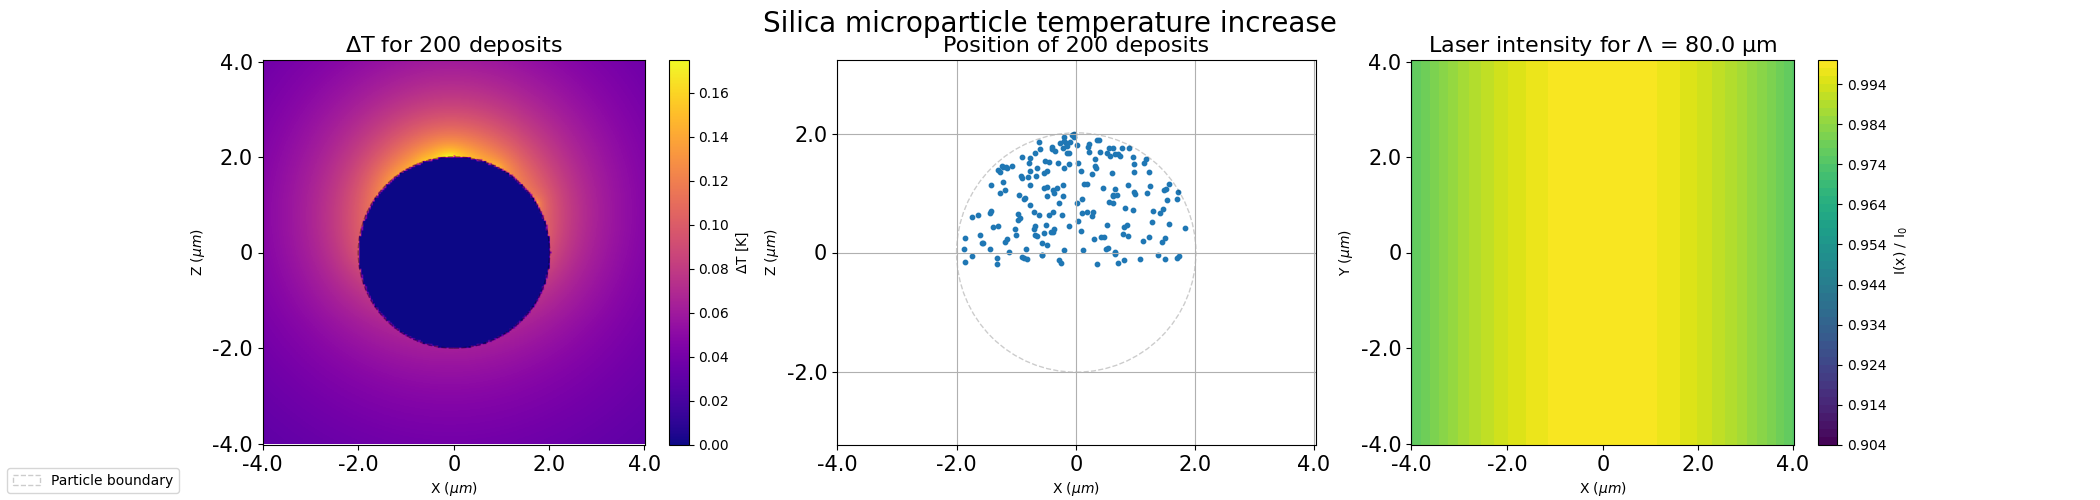 Silica microparticle temperature increase
ΔT for 200 deposits
4.0
2.0
0
-2.0
-4.0
Z (μm)
-4.0 -2.0 0 2.0 4.0
X (μm)
0.16
0.14
0.12
0.10
0.08
0.06
0.04
0.02
0.00
ΔT [K]
Position of 200 deposits
2.0
0
-2.0
Z (μm)
-4.0 -2.0 0 2.0 4.0
X (μm)
Laser intensity for Λ = 80.0 μm
4.0
2.0
0
-2.0
-4.0
Y (μm)
-4.0 -2.0 0 2.0 4.0
X (μm)
0.994
0.984
0.974
0.964
0.954
0.944
0.934
0.924
0.914
0.904
I(x) / I₀
Particle boundary